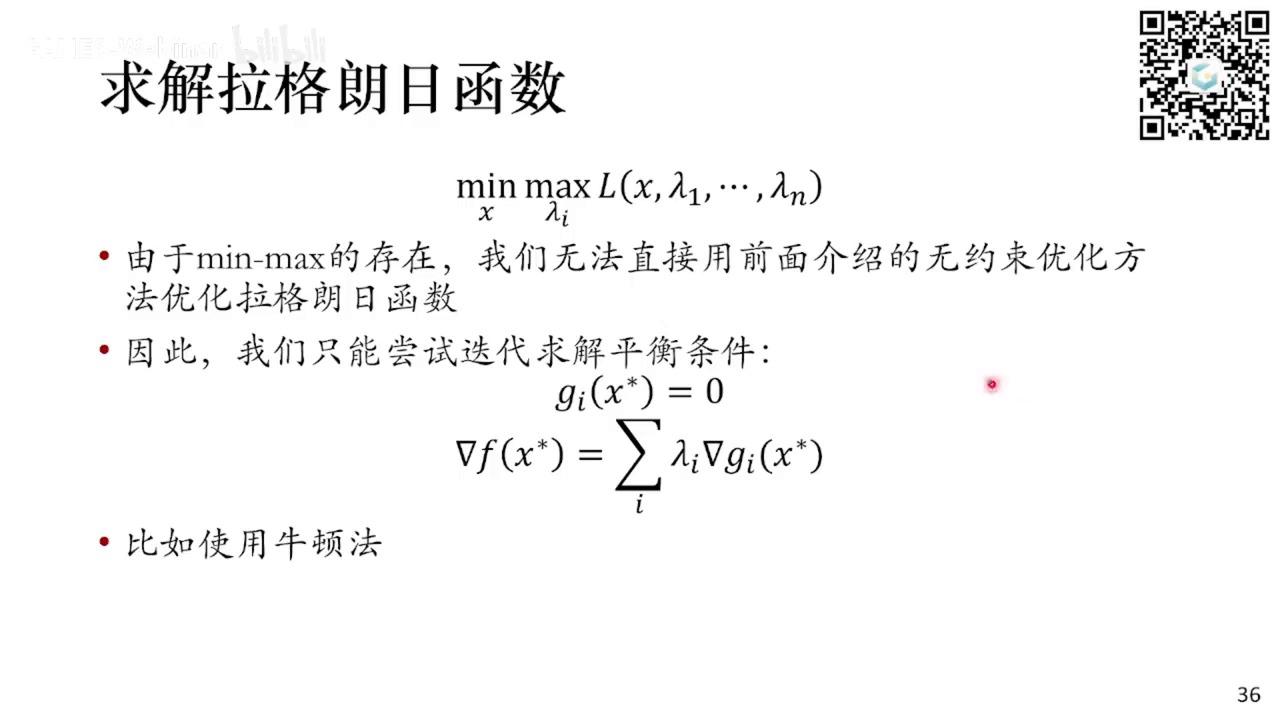 bilibili
求解拉格朗日函数
min max L(x, λ₁, ⋯, λₙ)
x λᵢ
• 由于min-max的存在，我们无法直接用前面介绍的无约束优化方
法优化拉格朗日函数
• 因此，我们只能尝试迭代求解平衡条件：
gᵢ(x*) = 0
∇f(x*) = ∑ λᵢ∇gᵢ(x*)
i
• 比如使用牛顿法
36